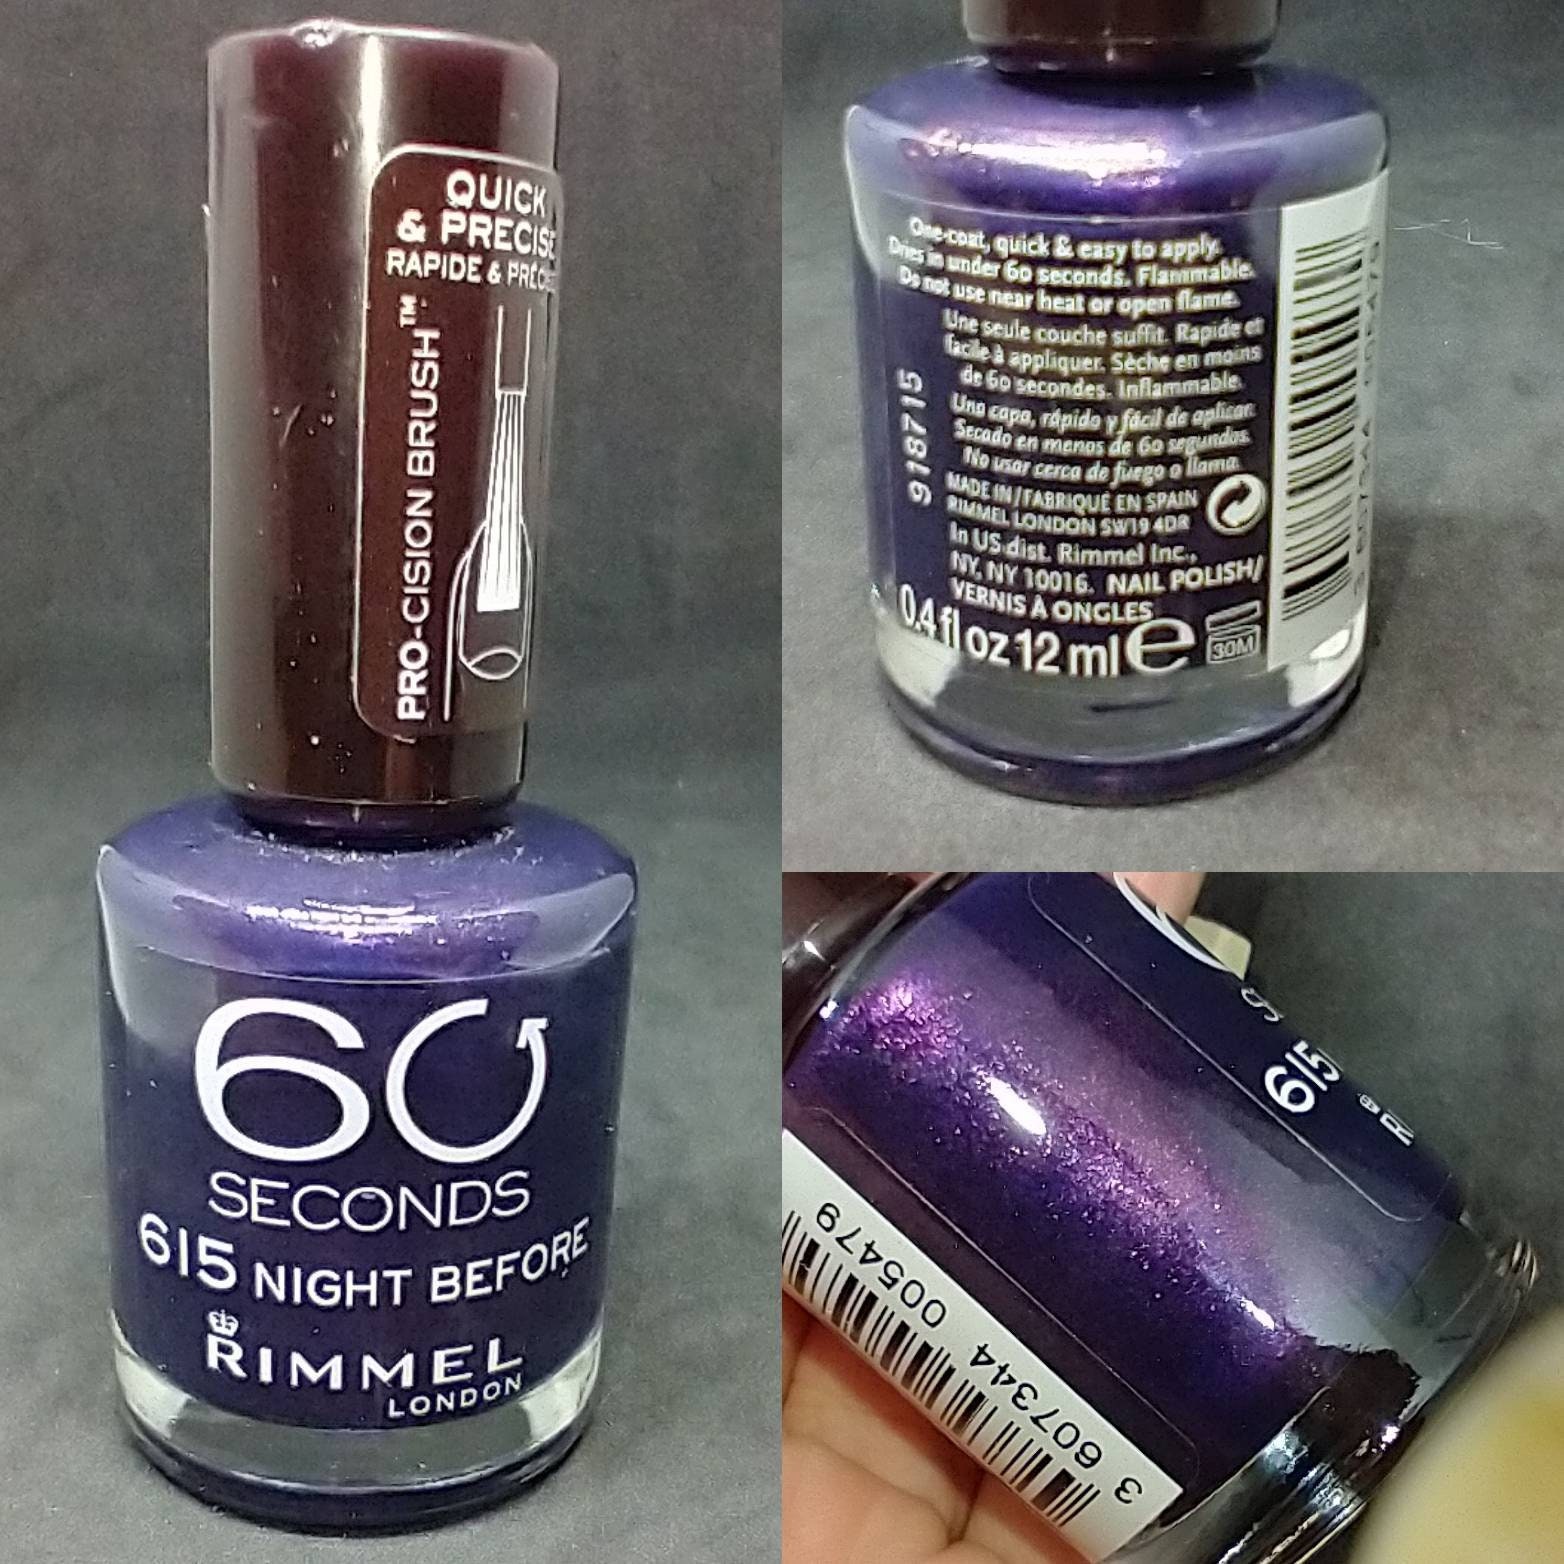 QUICK
& PRECISE
RAPIDE &
PRO-CISION BRUSH™
60
SECONDS
615 NIGHT BEFORE
RIMMEL
LONDON
One-coat, quick & easy to apply.
Dries in under 60 seconds. Flammable.
Do not use near heat or open flame.
Une seule couche suffit. Rapide et
facile à appliquer. Sèche en moins
de 60 secondes. Inflammable.
Una capa, rápido y fácil de aplicar.
Secado en menos de 60 segundos.
No usar cerca de fuego o llama.
MADE IN/FABRIQUÉ EN SPAIN
RIMMEL LONDON SW19 4DR
In US dist. Rimmel Inc.,
NY, NY 10016. NAIL POLISH/
VERNIS À ONGLES
0.4 fl oz 12 ml e
30M
918715
615
R
3 607344 005479